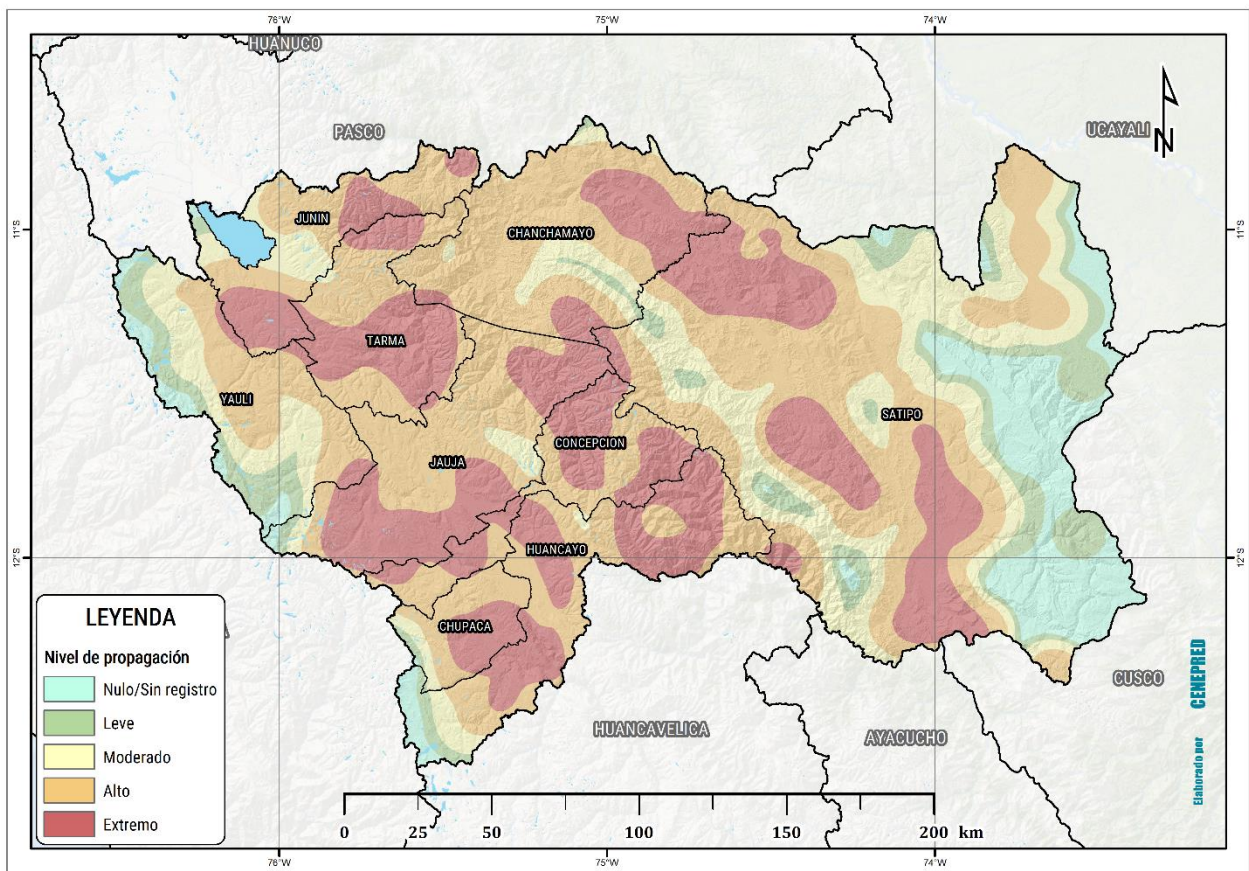 76°W
75°W
74°W
HUANUCO
PASCO
UCAYALI
N
11°S
11°S
JUNIN
CHANCHAMAYO
TARMA
YAULI
SATIPO
CONCEPCION
JAUJA
HUANCAYO
12°S
12°S
CHUPACA
LEYENDA
Nivel de propagación
Nulo/Sin registro
Leve
Moderado
Alto
Extremo
HUANCAVELICA
AYACUCHO
CUSCO
Elaborado por CENEPRED
0 25 50 100 150 200 km
76°W
75°W
74°W